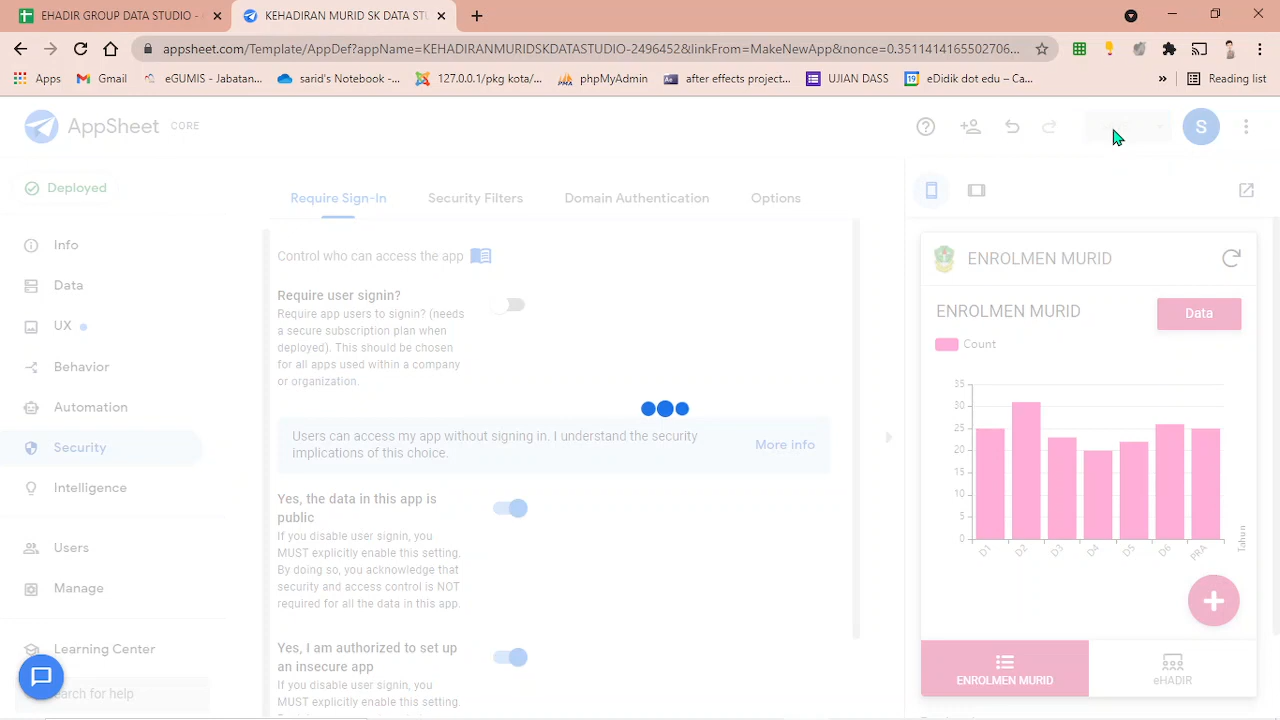 EHADIR GROUP DATA STUDIO -
KEHADIRAN MURID SK DATA STU
appsheet.com/Template/AppDef?appName=KEHADIRANMURIDSKDATASTUDIO-2496452&linkFrom=MakeNewApp&nonce=0.3511414165502706...
Apps
Gmail
eGUMIS - Jabatan...
sarid's Notebook -...
127.0.0.1/pkg keta/...
phpMyAdmin
after effects project...
UJIAN DASS
eDidik dot edu – Ca...
»
Reading list
AppSheet CORE
S
Deployed
Require Sign-In
Security Filters
Domain Authentication
Options
Info
Data
UX
Behavior
Automation
Security
Intelligence
Users
Manage
Learning Center
earch for help
Control who can access the app
Require user signin?
Require app users to signin? (needs
a secure subscription plan when
deployed). This should be chosen
for all apps used within a company
or organization.
Users can access my app without signing in. I understand the security
implications of this choice.
More info
Yes, the data in this app is
public
If you disable user signin, you
MUST explicitly enable this setting.
By doing so, you acknowledge that
security and access control is NOT
required for all the data in this app.
Yes, I am authorized to set up
an insecure app
If you disable user signin, you
MUST explicitly enable this setting.
ENROLMEN MURID
ENROLMEN MURID
Data
Count
35
30
25
20
15
10
5
0
D1
D2
D3
D4
D5
D6
PRA
Tahun
ENROLMEN MURID
eHADIR